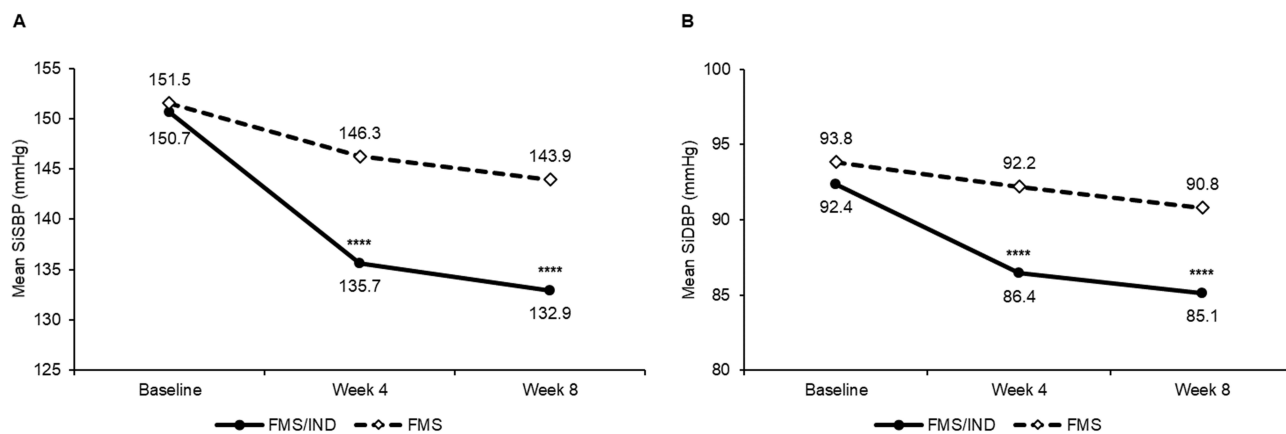 A
Mean SiSBP (mmHg)
155
150
145
140
135
130
125
151.5
150.7
146.3
143.9
****
135.7
****
132.9
Baseline
Week 4
Week 8
FMS/IND
FMS
B
Mean SiDBP (mmHg)
100
95
90
85
80
93.8
92.4
92.2
90.8
****
86.4
****
85.1
Baseline
Week 4
Week 8
FMS/IND
FMS